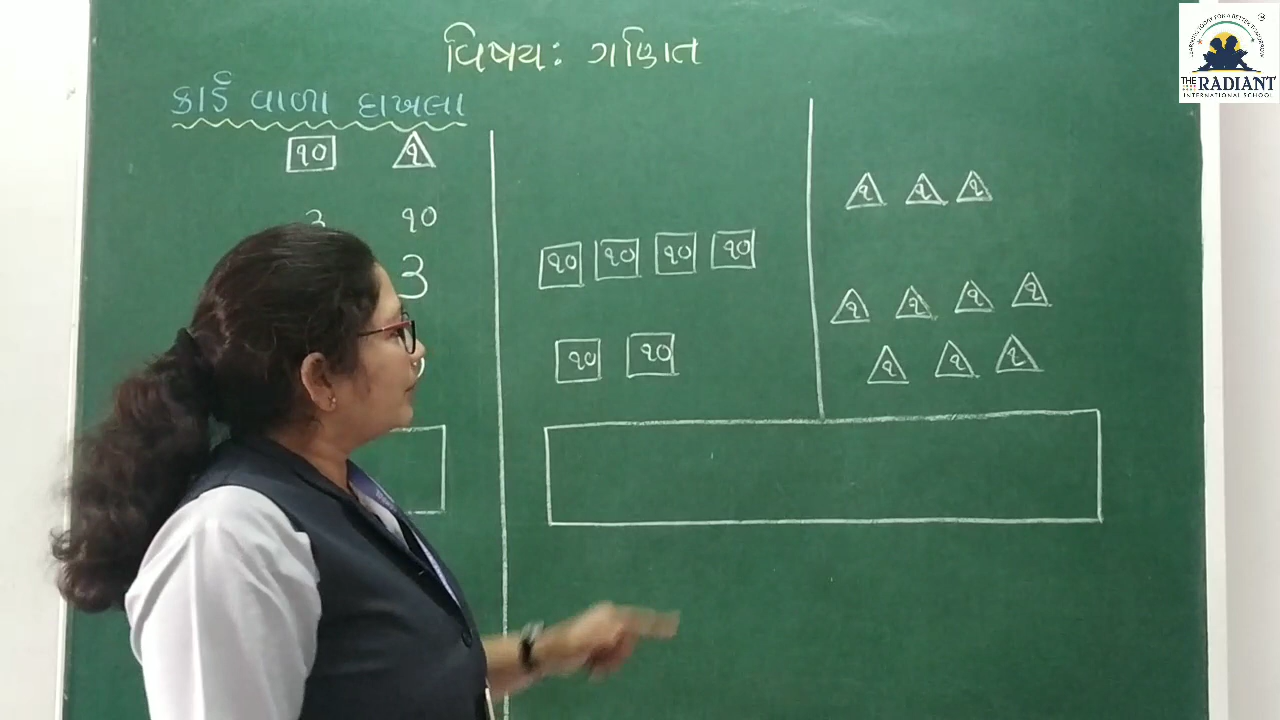 વિષય: ગણિત
કાર્ડ વાળા દાખલા
૧૦ ૧
૩ ૧૦
૩
૧ ૧ ૧
૧૦ ૧૦ ૧૦ ૧૦
૧ ૧ ૧ ૧
૧૦ ૧૦
૧ ૧ ૧
THE RADIANT
INTERNATIONAL SCHOOL